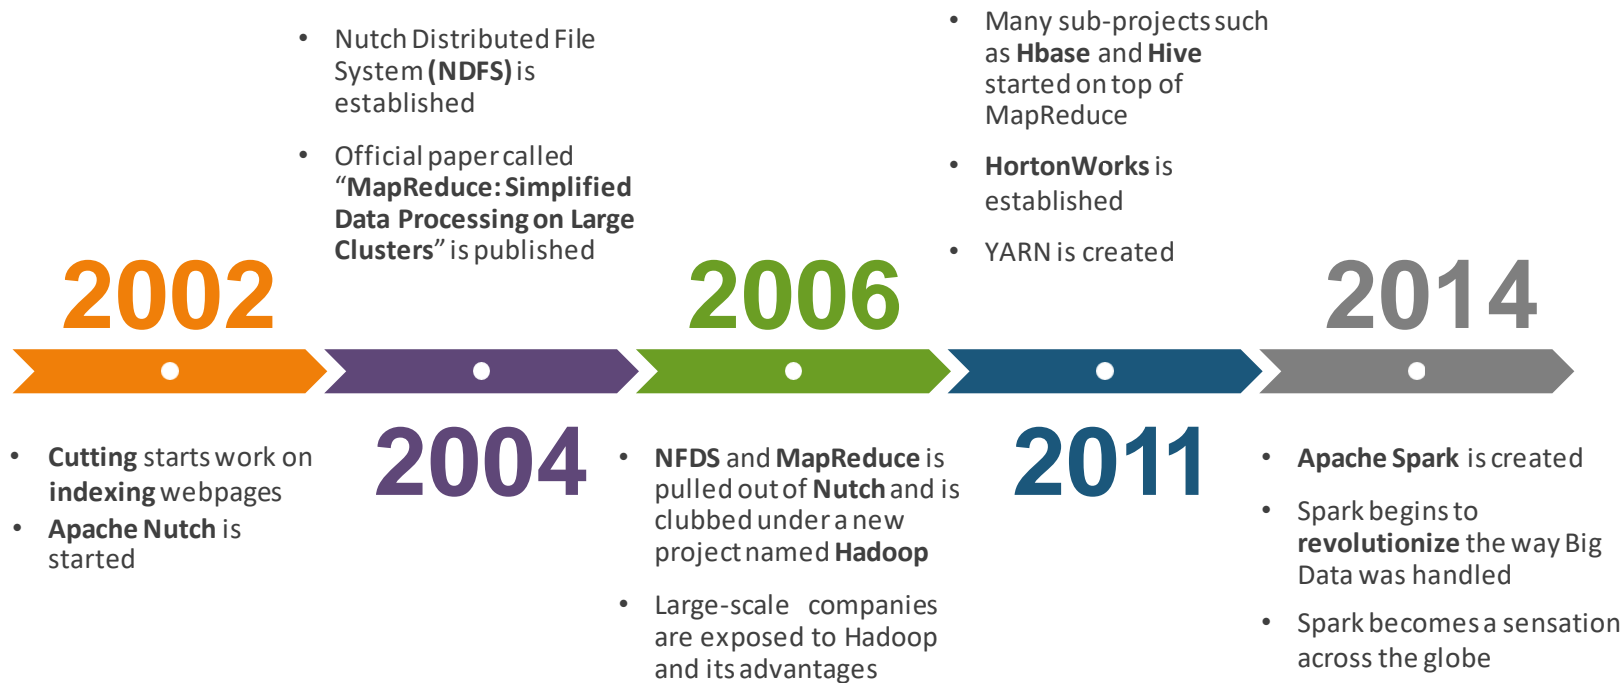 2002
• Cutting starts work on
indexing webpages
• Apache Nutch is
started
• Nutch Distributed File
System (NDFS) is
established
• Official paper called
“MapReduce: Simplified
Data Processing on Large
Clusters” is published
2004
2006
• NFDS and MapReduce is
pulled out of Nutch and is
clubbed under a new
project named Hadoop
• Large-scale companies
are exposed to Hadoop
and its advantages
• Many sub-projects such
as Hbase and Hive
started on top of
MapReduce
• HortonWorks is
established
• YARN is created
2011
2014
• Apache Spark is created
• Spark begins to
revolutionize the way Big
Data was handled
• Spark becomes a sensation
across the globe